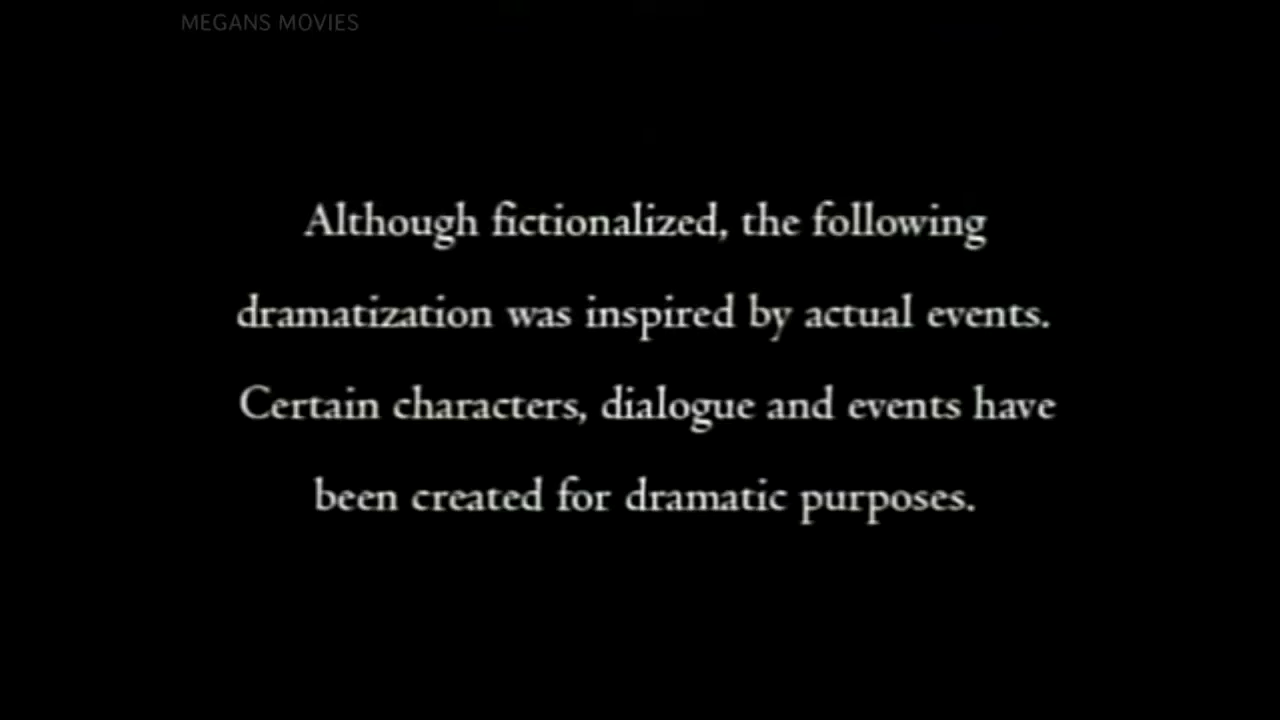 MEGANS MOVIES
Although fictionalized, the following
dramatization was inspired by actual events.
Certain characters, dialogue and events have
been created for dramatic purposes.